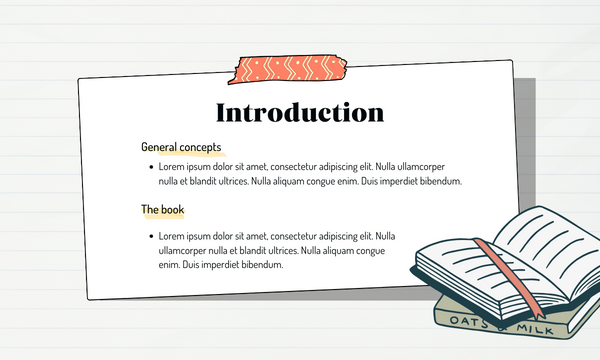 Introduction
General concepts
• Lorem ipsum dolor sit amet, consectetur adipiscing elit. Nulla ullamcorper
nulla et blandit ultrices. Nulla aliquam congue enim. Duis imperdiet bibendum.
The book
• Lorem ipsum dolor sit amet, consectetur adipiscing elit. Nulla
ullamcorper nulla et blandit ultrices. Nulla aliquam congue
enim. Duis imperdiet bibendum.
OATS & MILK